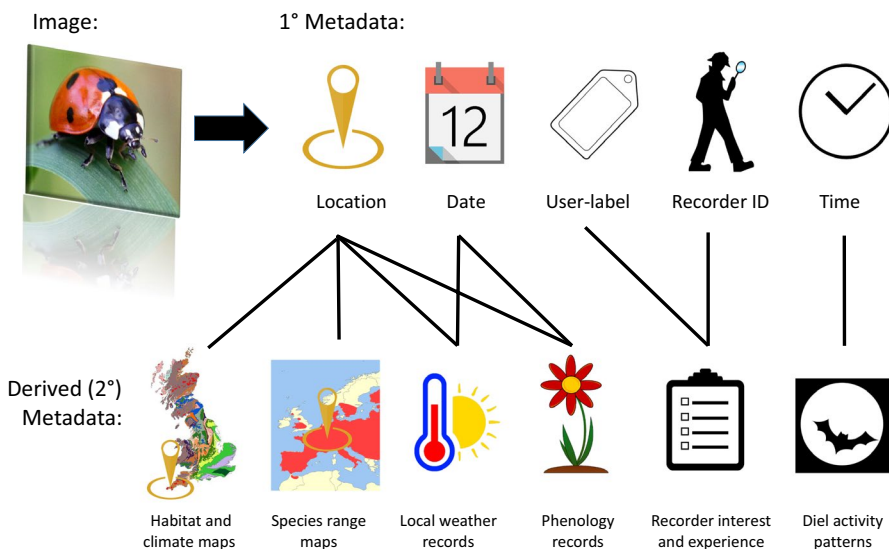 Image:
1° Metadata:
12
Location
Date
User-label
Recorder ID
Time
Derived (2°)
Metadata:
Habitat and
climate maps
Species range
maps
Local weather
records
Phenology
records
Recorder interest
and experience
Diel activity
patterns